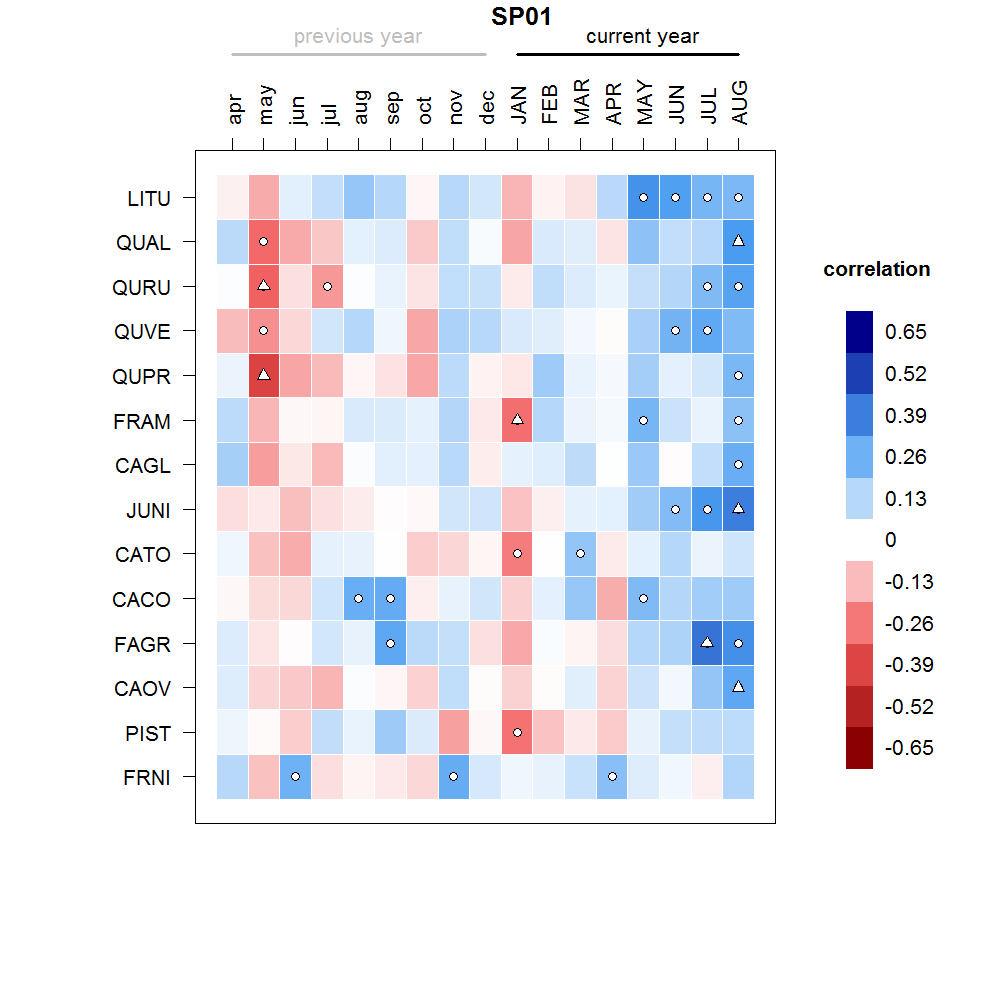 SP01
previous year current year
apr may jun jul aug sep oct nov dec JAN FEB MAR APR MAY JUN JUL AUG
LITU
QUAL
QURU
QUVE
QUPR
FRAM
CAGL
JUNI
CATO
CACO
FAGR
CAOV
PIST
FRNI
correlation
0.65
0.52
0.39
0.26
0.13
0
-0.13
-0.26
-0.39
-0.52
-0.65